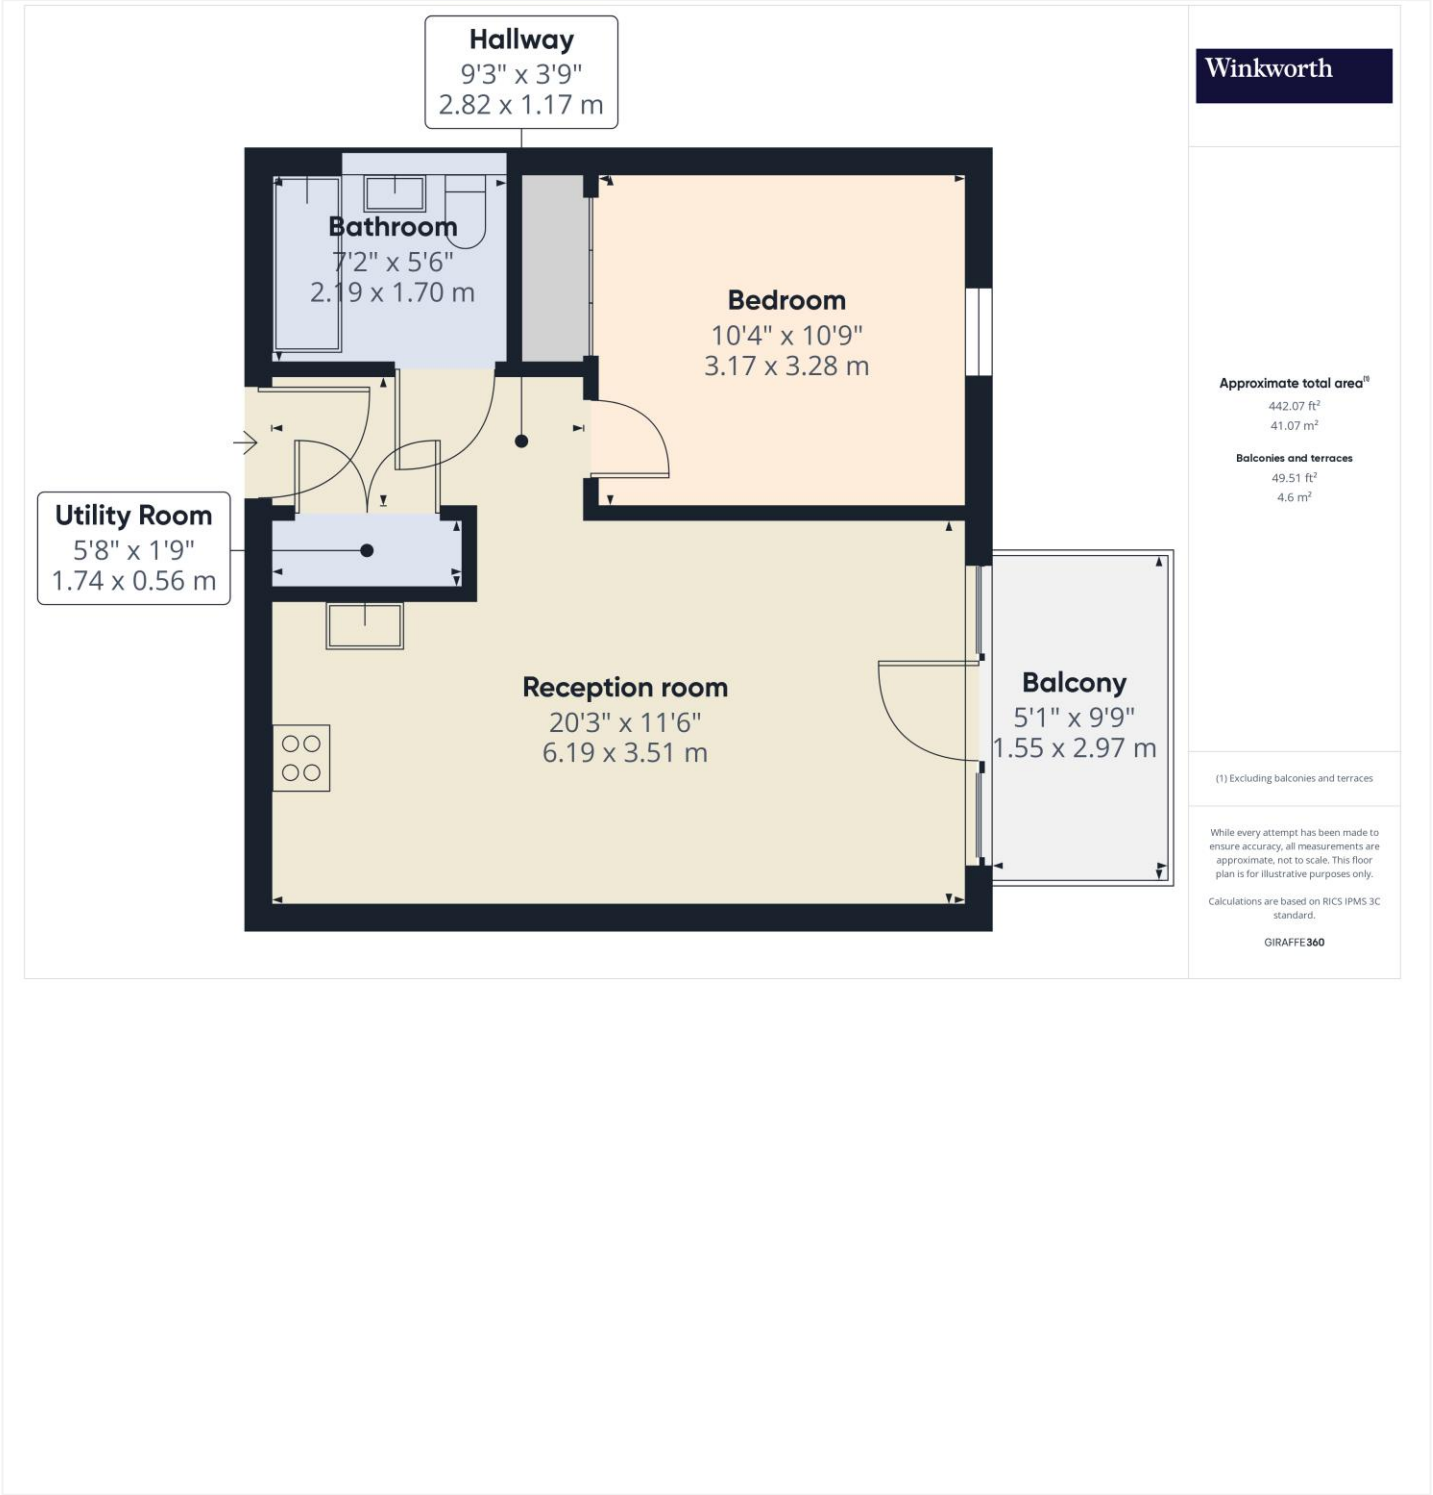 Hallway
9'3" x 3'9"
2.82 x 1.17 m
Winkworth
Bathroom
7'2" x 5'6"
2.19 x 1.70 m
Bedroom
10'4" x 10'9"
3.17 x 3.28 m
Utility Room
5'8" x 1'9"
1.74 x 0.56 m
Reception room
20'3" x 11'6"
6.19 x 3.51 m
Balcony
5'1" x 9'9"
1.55 x 2.97 m
Approximate total area(1)
442.07 ft²
41.07 m²
Balconies and terraces
49.51 ft²
4.6 m²
(1) Excluding balconies and terraces
While every attempt has been made to
ensure accuracy, all measurements are
approximate, not to scale. This floor
plan is for illustrative purposes only.
Calculations are based on RICS IPMS 3C
standard.
GIRAFFE360